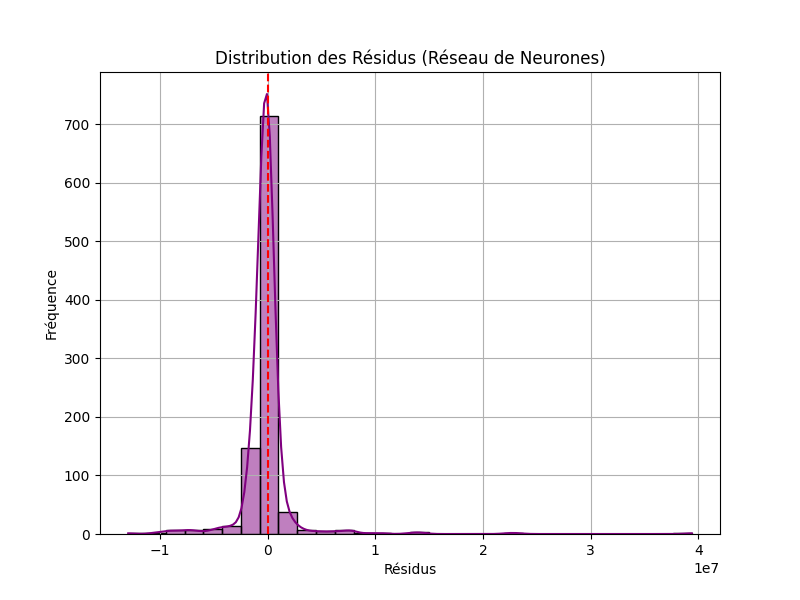 Distribution des Résidus (Réseau de Neurones)
Fréquence
700
600
500
400
300
200
100
0
−1 0 1 2 3 4
1e7
Résidus